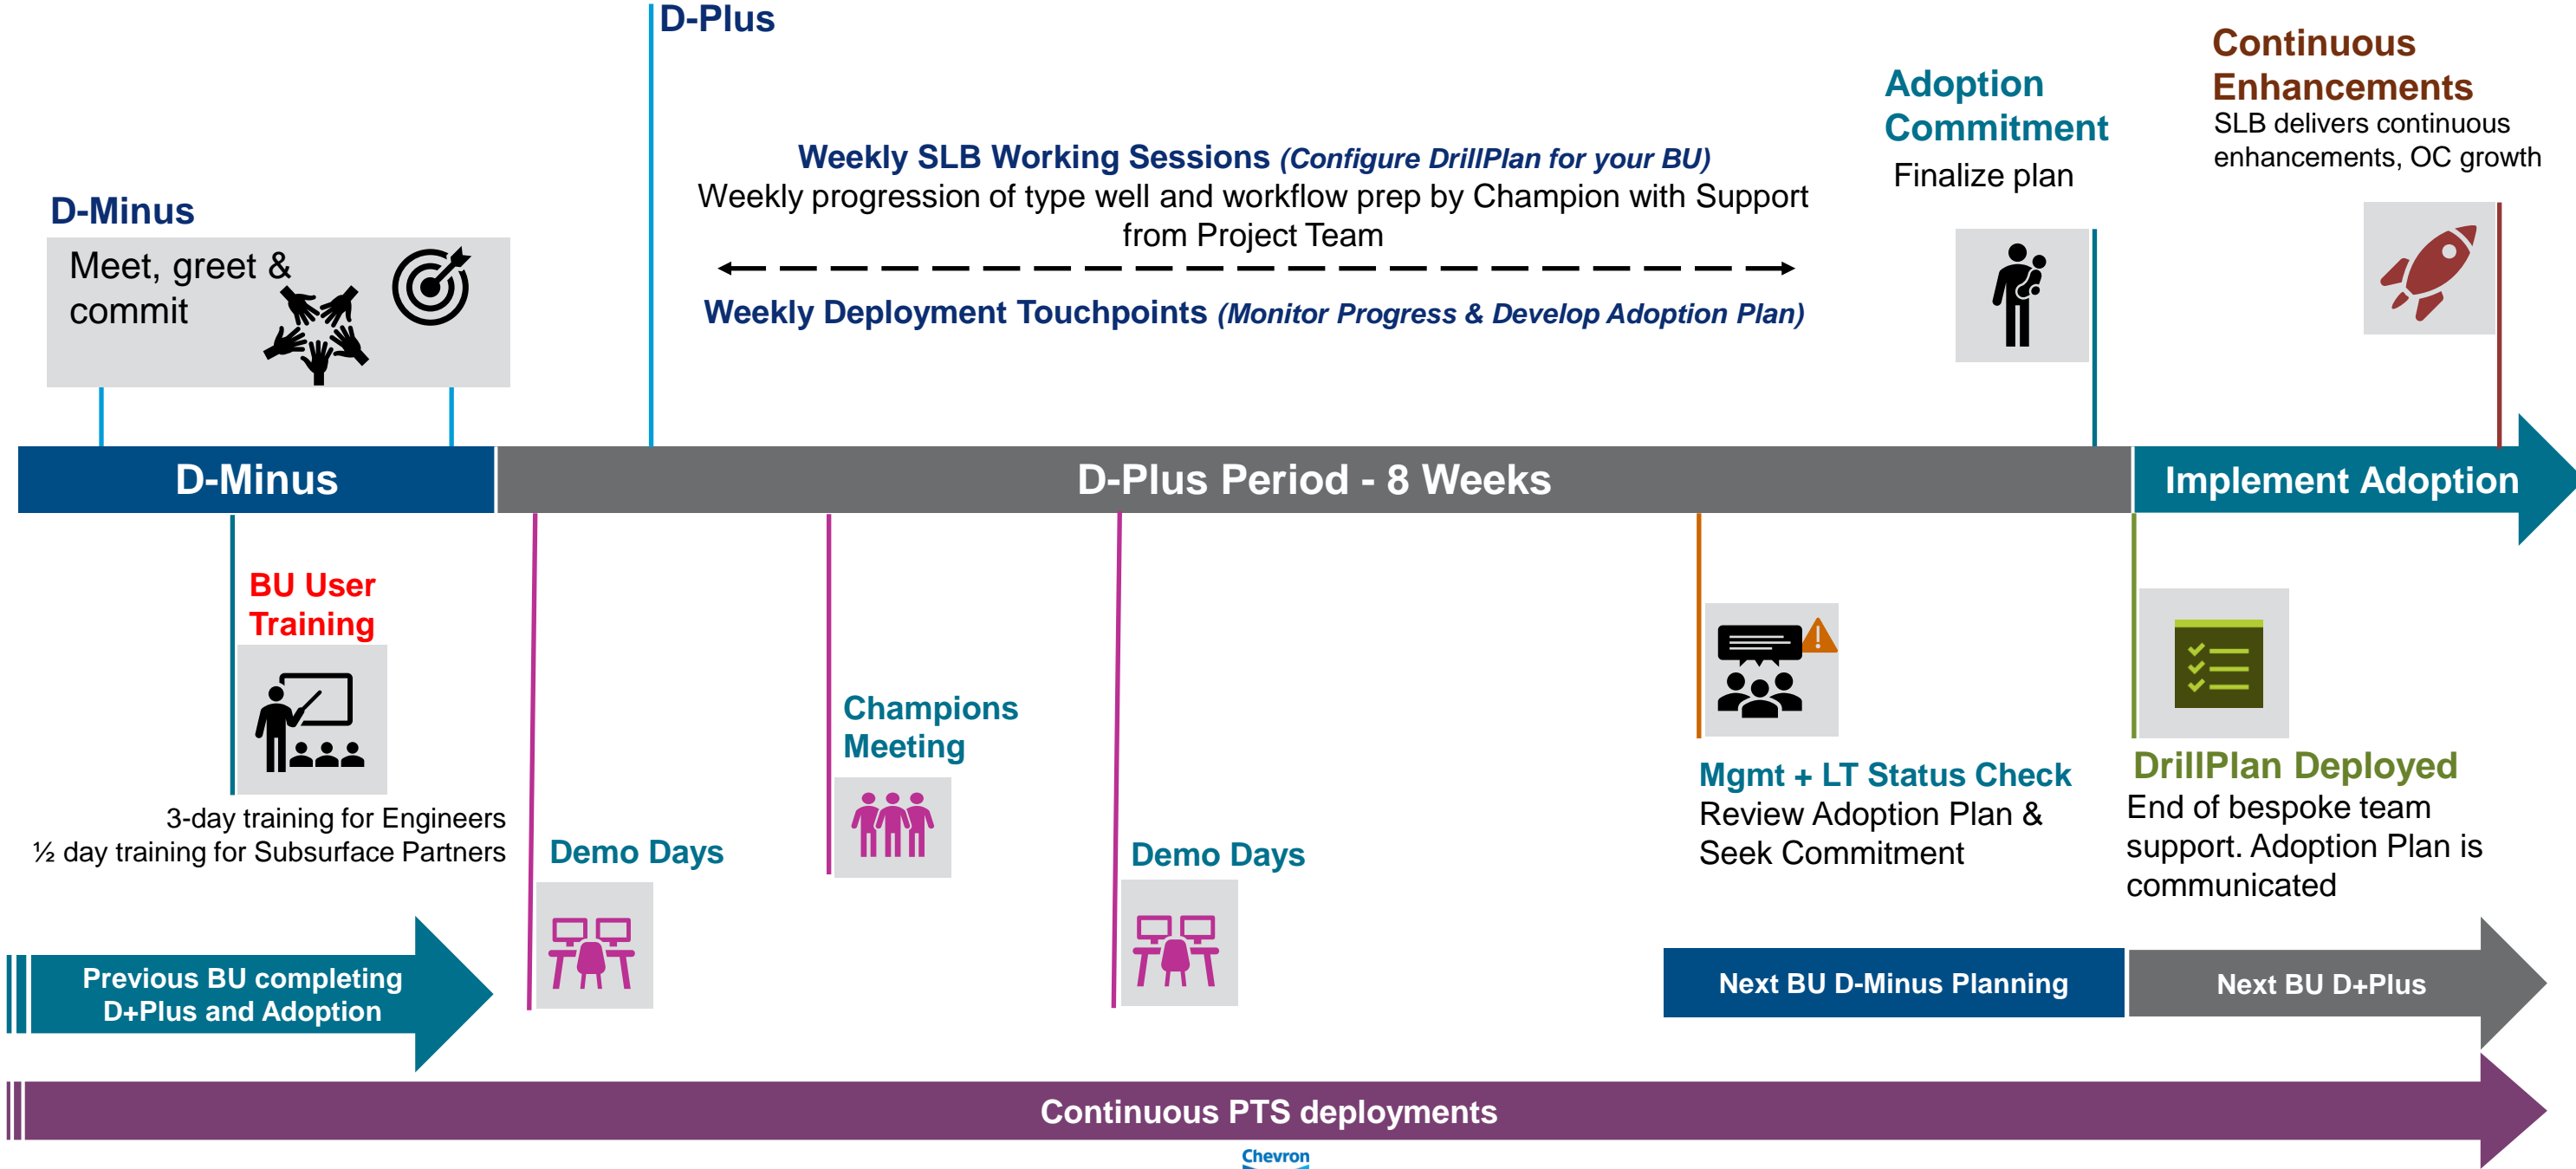 D-Plus
Continuous
Enhancements
SLB delivers continuous
enhancements, OC growth
Adoption
Commitment
Finalize plan
Weekly SLB Working Sessions (Configure DrillPlan for your BU)
Weekly progression of type well and workflow prep by Champion with Support
from Project Team
Weekly Deployment Touchpoints (Monitor Progress & Develop Adoption Plan)
D-Minus
Meet, greet &
commit
D-Minus
D-Plus Period - 8 Weeks
Implement Adoption
BU User
Training
3-day training for Engineers
½ day training for Subsurface Partners
Demo Days
Champions
Meeting
Demo Days
Mgmt + LT Status Check
Review Adoption Plan &
Seek Commitment
DrillPlan Deployed
End of bespoke team
support. Adoption Plan is
communicated
Previous BU completing
D+Plus and Adoption
Next BU D-Minus Planning
Next BU D+Plus
Continuous PTS deployments
Chevron